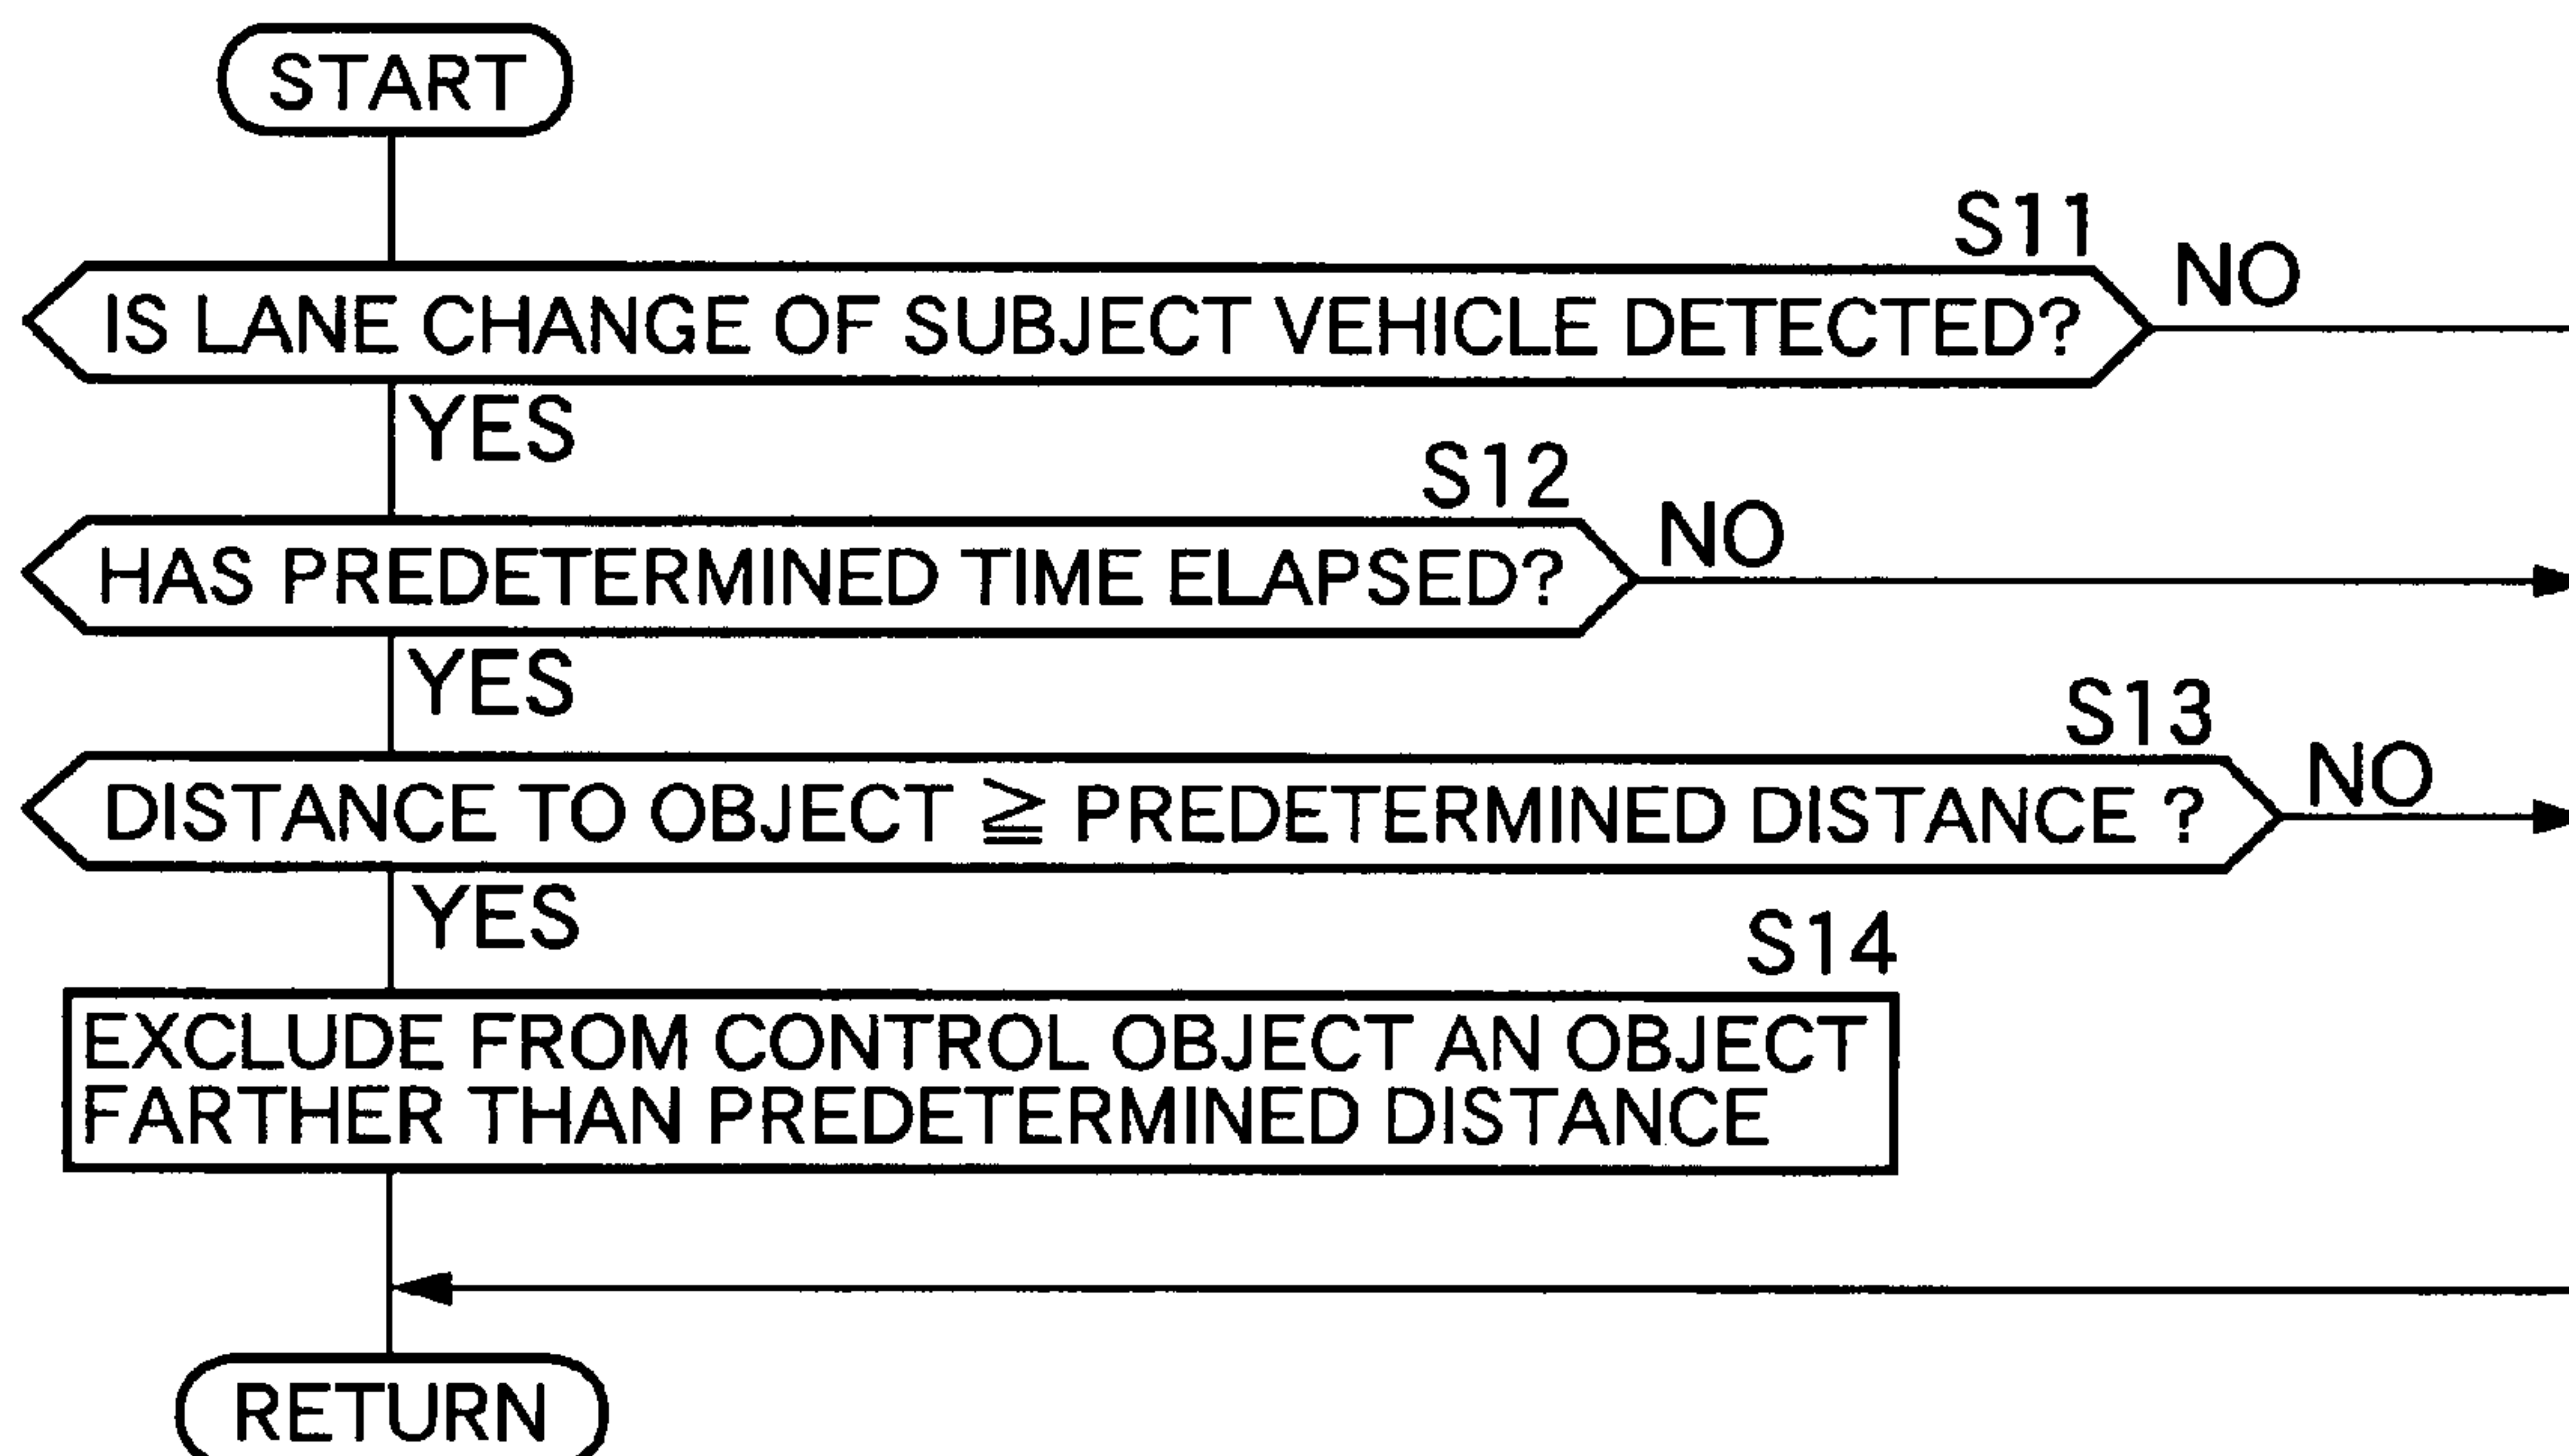 START
S11
IS LANE CHANGE OF SUBJECT VEHICLE DETECTED?
NO
YES
S12
HAS PREDETERMINED TIME ELAPSED?
NO
YES
S13
DISTANCE TO OBJECT ≧ PREDETERMINED DISTANCE ?
NO
YES
S14
EXCLUDE FROM CONTROL OBJECT AN OBJECT
FARTHER THAN PREDETERMINED DISTANCE
RETURN